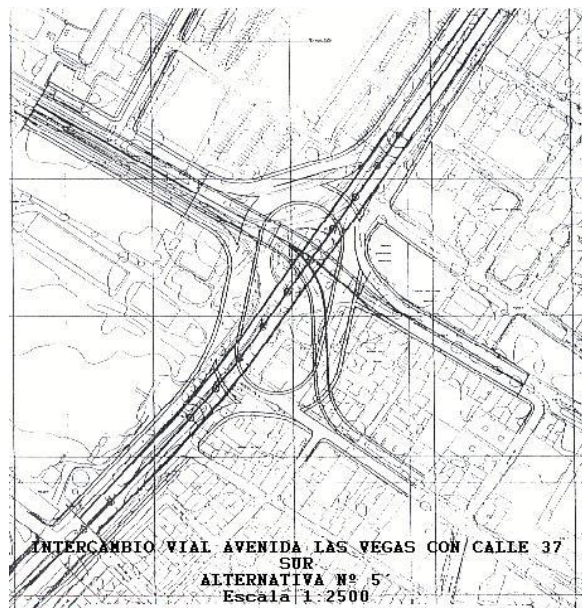 INTERCAMBIO VIAL AVENIDA LAS VEGAS CON CALLE 37
SUR
ALTERNATIVA Nº 5
Escala 1:2500